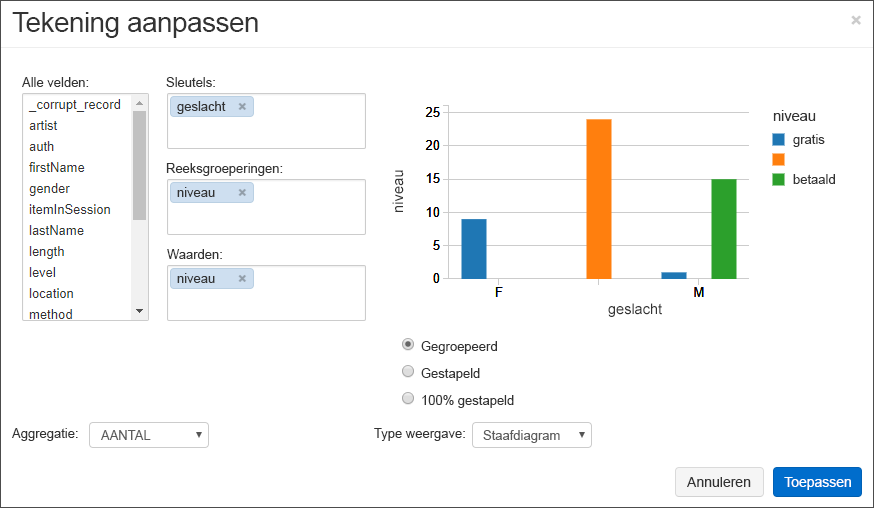 Tekening aanpassen
×
Alle velden:
_corrupt_record
artist
auth
firstName
gender
itemInSession
lastName
length
level
location
method
Sleutels:
geslacht ×
Reeksgroeperingen:
niveau ×
Waarden:
niveau ×
niveau
25
20
15
10
5
0
F
M
geslacht
niveau
gratis
betaald
Gegroepeerd
Gestapeld
100% gestapeld
Aggregatie: AANTAL
Type weergave: Staafdiagram
Annuleren Toepassen